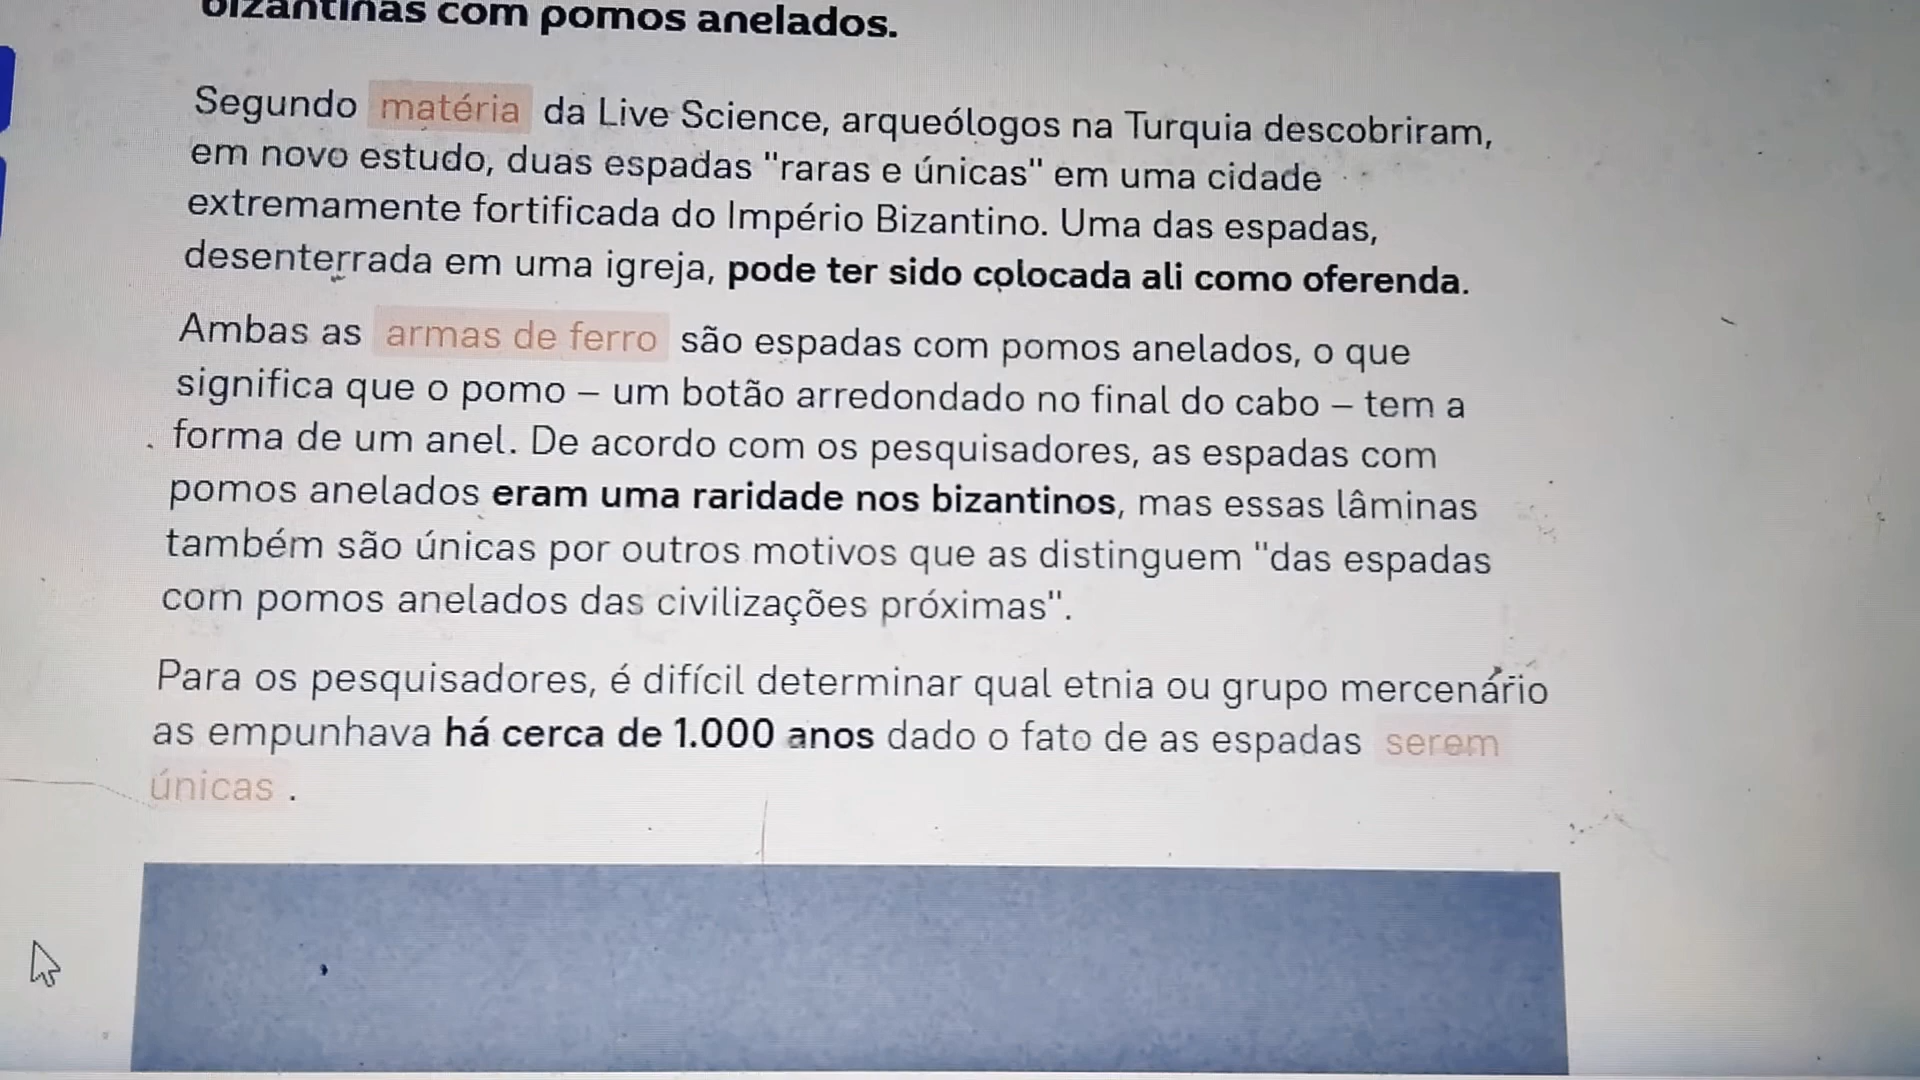 bizantinas com pomos anelados.
Segundo matéria da Live Science, arqueólogos na Turquia descobriram,
em novo estudo, duas espadas "raras e únicas" em uma cidade
extremamente fortificada do Império Bizantino. Uma das espadas,
desenterrada em uma igreja, pode ter sido colocada ali como oferenda.
Ambas as armas de ferro são espadas com pomos anelados, o que
significa que o pomo – um botão arredondado no final do cabo – tem a
forma de um anel. De acordo com os pesquisadores, as espadas com
pomos anelados eram uma raridade nos bizantinos, mas essas lâminas
também são únicas por outros motivos que as distinguem "das espadas
com pomos anelados das civilizações próximas".
Para os pesquisadores, é difícil determinar qual etnia ou grupo mercenário
as empunhava há cerca de 1.000 anos dado o fato de as espadas serem
únicas .